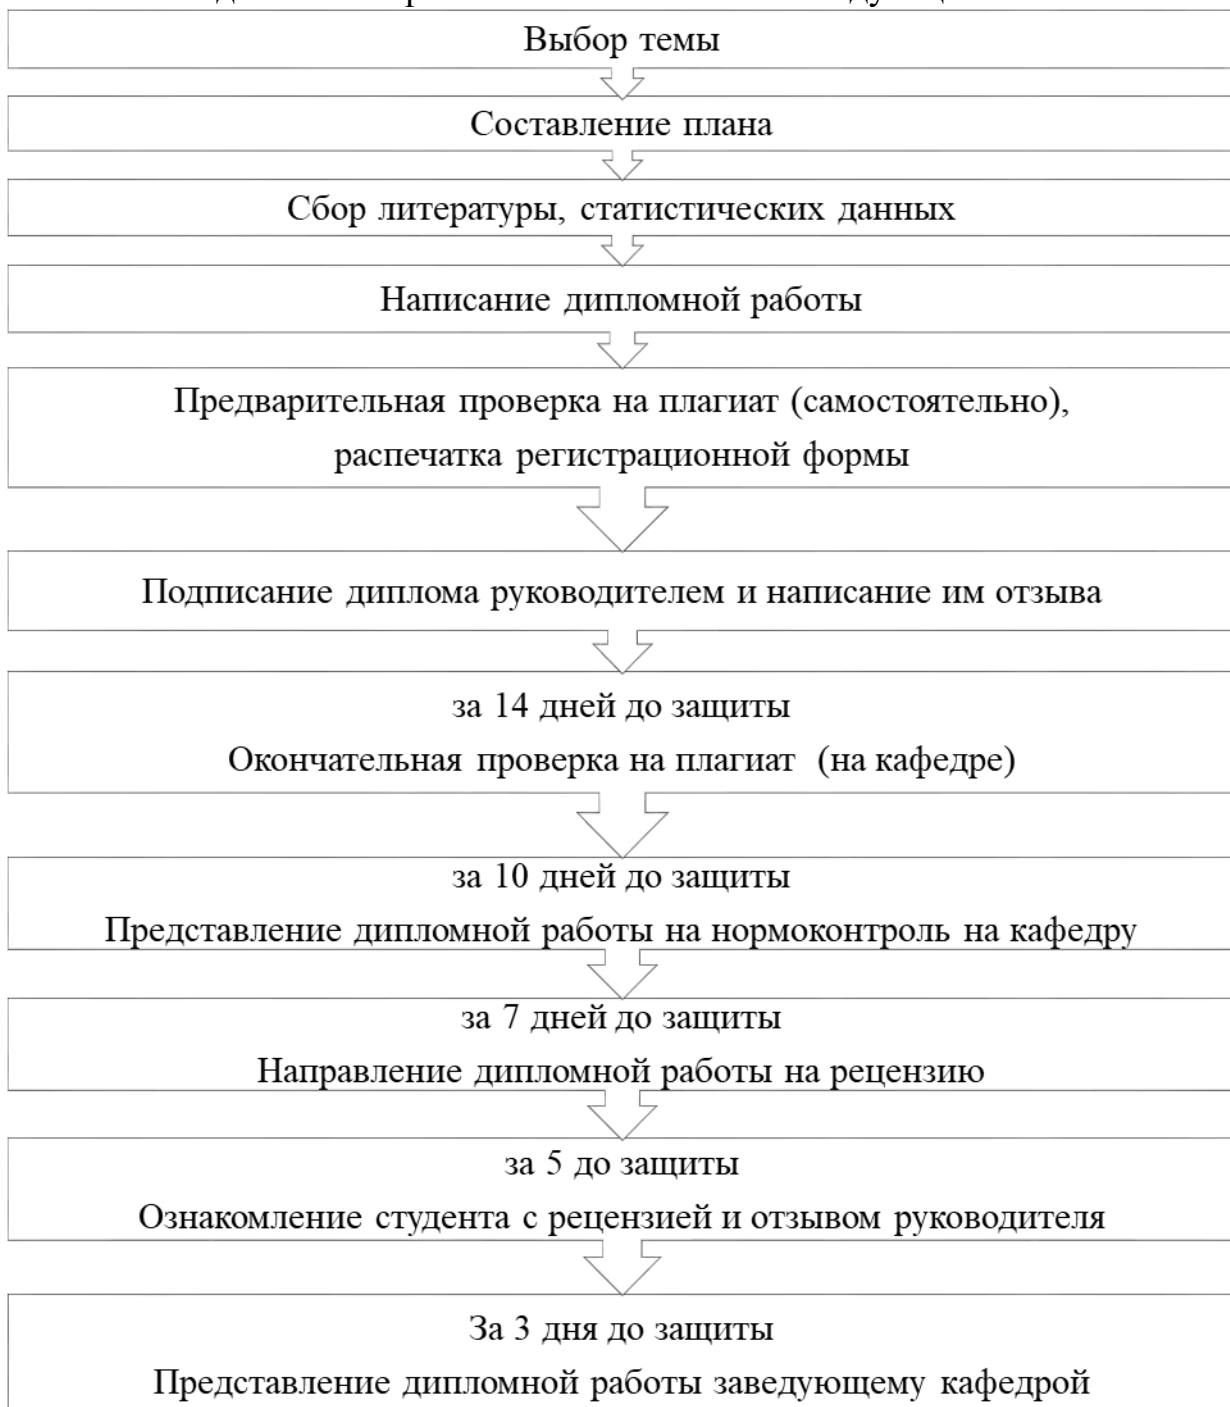 Выбор темы
Составление плана
Сбор литературы, статистических данных
Написание дипломной работы
Предварительная проверка на плагиат (самостоятельно),
распечатка регистрационной формы
Подписание диплома руководителем и написание им отзыва
за 14 дней до защиты
Окончательная проверка на плагиат (на кафедре)
за 10 дней до защиты
Представление дипломной работы на нормоконтроль на кафедру
за 7 дней до защиты
Направление дипломной работы на рецензию
за 5 до защиты
Ознакомление студента с рецензией и отзывом руководителя
За 3 дня до защиты
Представление дипломной работы заведующему кафедрой